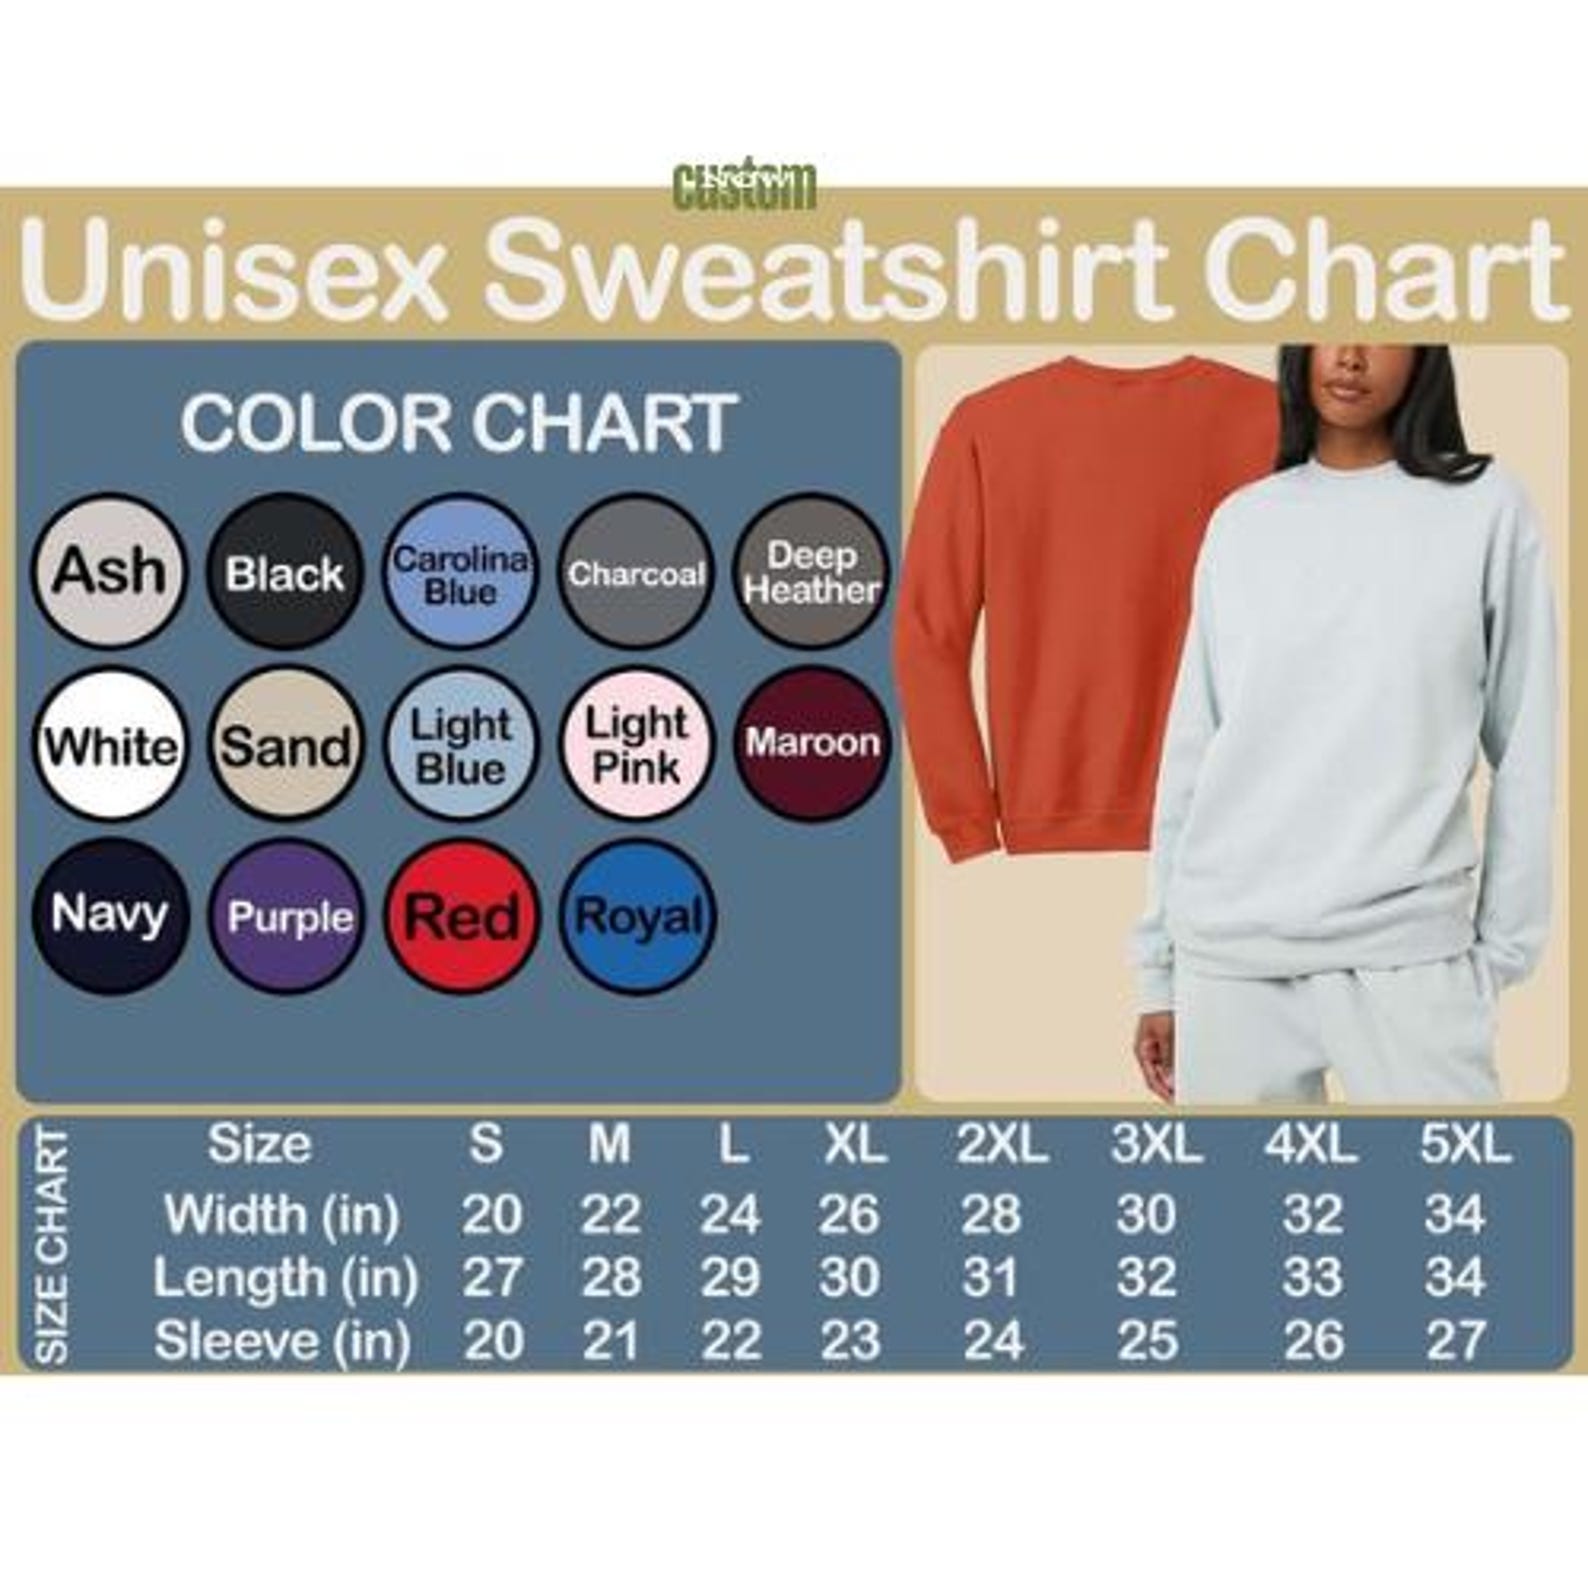 custom
Unisex Sweatshirt Chart
COLOR CHART
Ash
Black
Carolina
Blue
Charcoal
Deep
Heather
White
Sand
Light
Blue
Light
Pink
Maroon
Navy
Purple
Red
Royal
SIZE CHART
Size S M L XL 2XL 3XL 4XL 5XL
Width (in) 20 22 24 26 28 30 32 34
Length (in) 27 28 29 30 31 32 33 34
Sleeve (in) 20 21 22 23 24 25 26 27